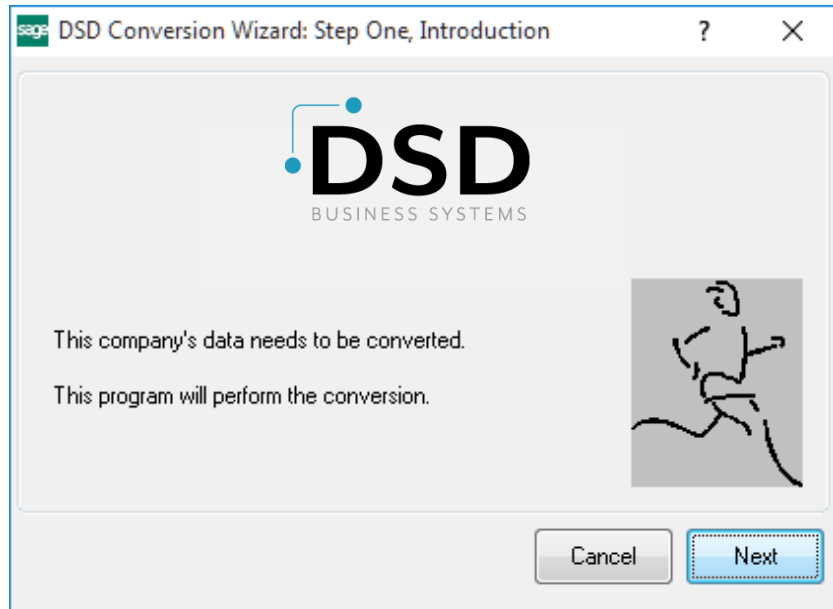 sage DSD Conversion Wizard: Step One, Introduction ?
DSD
BUSINESS SYSTEMS
This company's data needs to be converted.
This program will perform the conversion.
Cancel Next